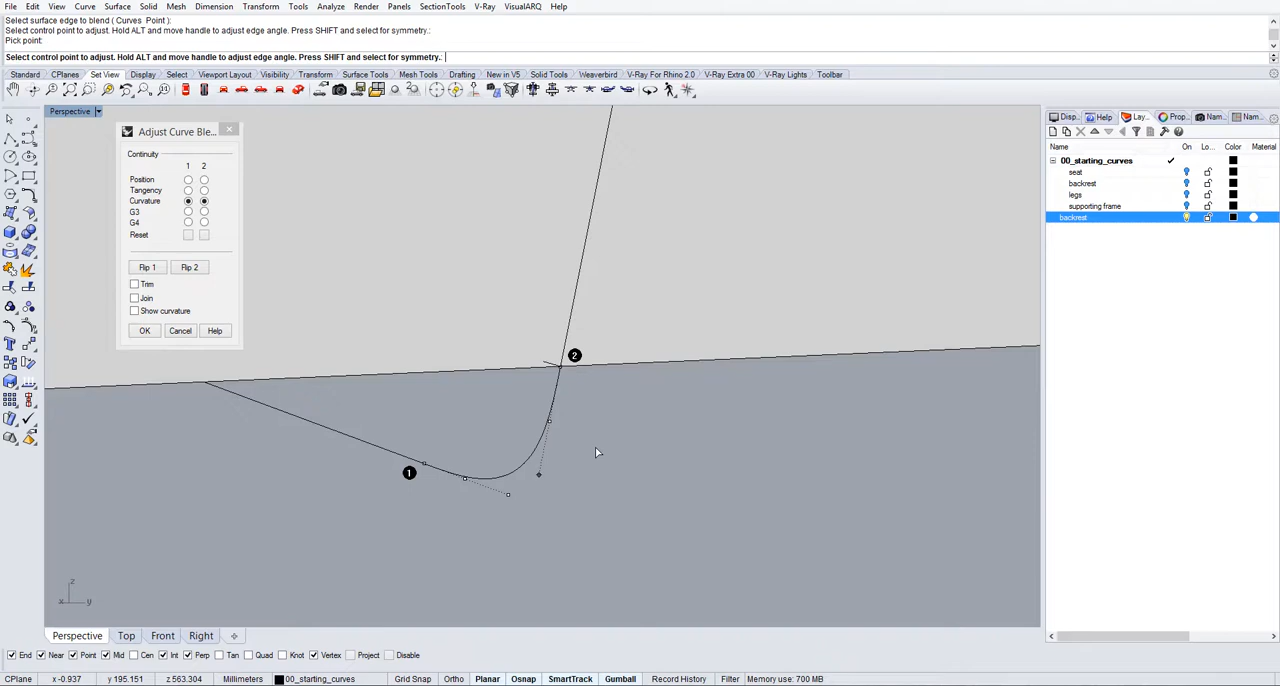 File Edit View Curve Surface Solid Mesh Dimension Transform Tools Analyze Render Panels SectionTools V-Ray VisualARQ Help
Select surface edge to blend ( Curves Point ):
Select control point to adjust. Hold ALT and move handle to adjust edge angle. Press SHIFT and select for symmetry.:
Pick point:
Select control point to adjust. Hold ALT and move handle to adjust edge angle. Press SHIFT and select for symmetry.
Standard CPlanes Set View Display Select Viewport Layout Visibility Transform Surface Tools Mesh Tools Drafting New in V5 Solid Tools Weaverbird V-Ray For Rhino 2.0 V-Ray Extra 00 V-Ray Lights Toolbar
Perspective
Disp.. Help Lay... Prop.. Nam... Nam...
Adjust Curve Ble...
Continuity
1 2
Position
Tangency
Curvature
G3
G4
Reset
Flip 1 Flip 2
Trim
Join
Show curvature
OK Cancel Help
Name On Lo... Color Material
00_starting_curves
seat
backrest
legs
supporting frame
backrest
2
1
z
x y
Perspective Top Front Right
End Near Point Mid Cen Int Perp Tan Quad Knot Vertex Project Disable
CPlane x -0.937 y 195.151 z 563.304 Millimeters 00_starting_curves Grid Snap Ortho Planar Osnap SmartTrack Gumball Record History Filter Memory use: 700 MB